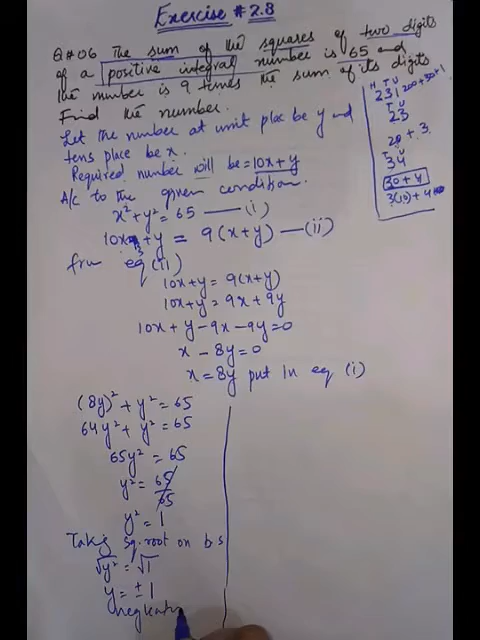 Exercise # 2.8
Q#06 The sum of the squares of two digits
of a positive integral number is 65 and
the number is 9 times the sum of its digits
Find the number.
Let the number at unit place be y and
tens place be x.
Required number will be = 10x+y
A/c to the given condition.
x² + y² = 65 —— (i)
10x + y = 9(x+y) —— (ii)
from eq (ii)
10x+y = 9(x+y)
10x+y = 9x + 9y
10x + y - 9x - 9y = 0
x - 8y = 0
x = 8y put in eq (i)
(8y)² + y² = 65
64y² + y² = 65
65y² = 65
y² = 65/65
y² = 1
Taking Sq. root on b s
√y² = √1
y = ± 1
H T U
231 200+30+1
T U
23
20 + 3
T U
34
30 + 4
3(10) + 4